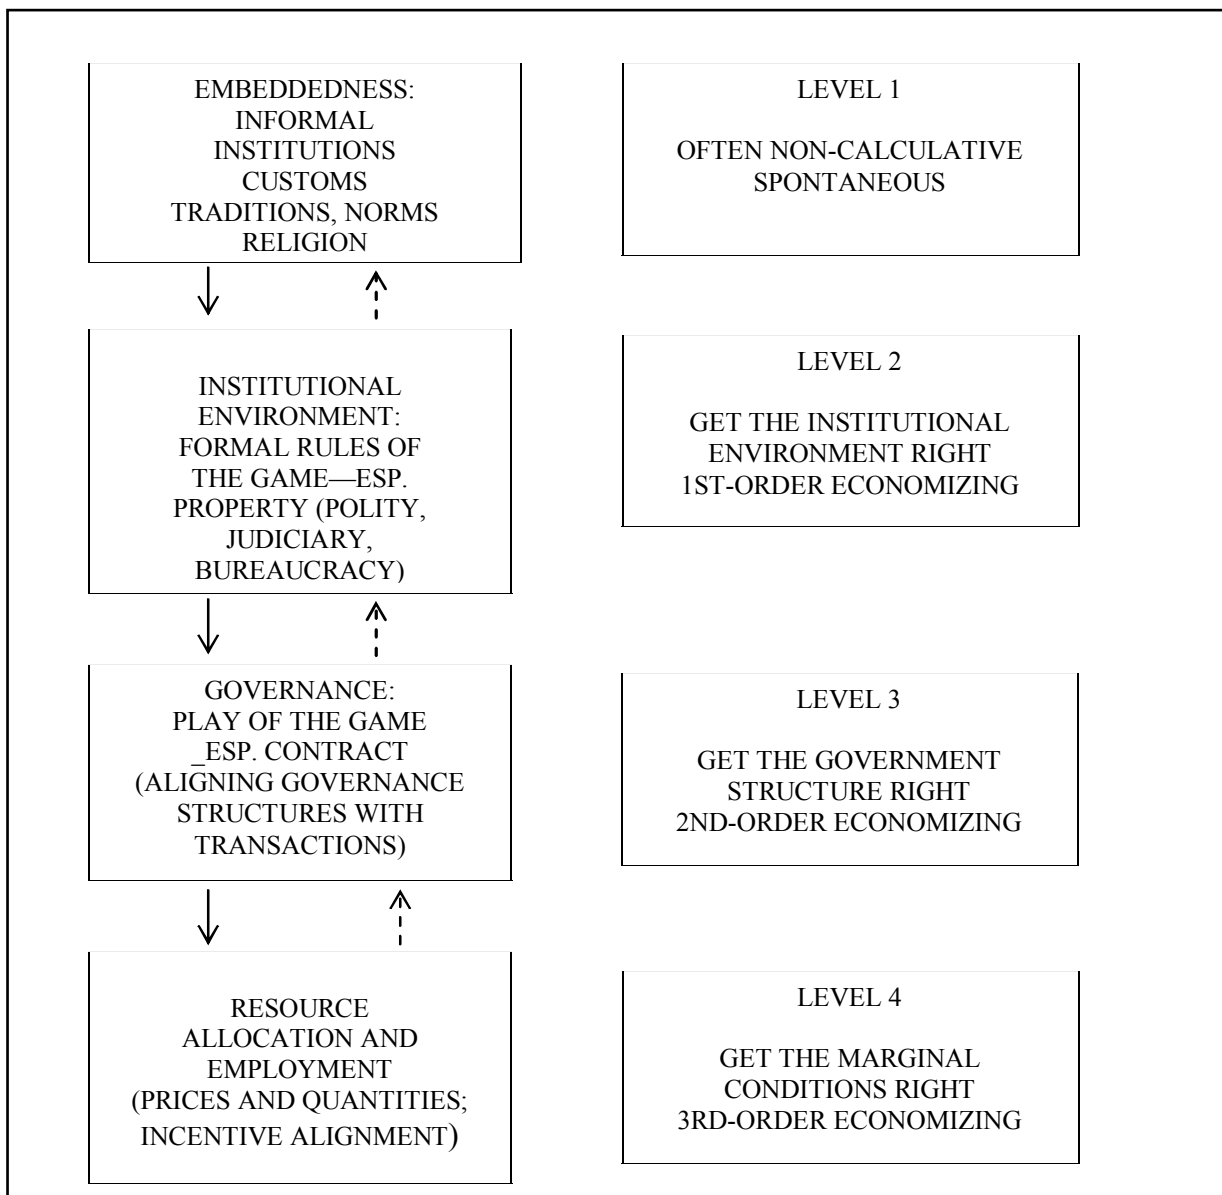 EMBEDDEDNESS:
INFORMAL
INSTITUTIONS
CUSTOMS
TRADITIONS, NORMS
RELIGION
LEVEL 1
OFTEN NON-CALCULATIVE
SPONTANEOUS
INSTITUTIONAL
ENVIRONMENT:
FORMAL RULES OF
THE GAME—ESP.
PROPERTY (POLITY,
JUDICIARY,
BUREAUCRACY)
LEVEL 2
GET THE INSTITUTIONAL
ENVIRONMENT RIGHT
1ST-ORDER ECONOMIZING
GOVERNANCE:
PLAY OF THE GAME
_ESP. CONTRACT
(ALIGNING GOVERNANCE
STRUCTURES WITH
TRANSACTIONS)
LEVEL 3
GET THE GOVERNMENT
STRUCTURE RIGHT
2ND-ORDER ECONOMIZING
RESOURCE
ALLOCATION AND
EMPLOYMENT
(PRICES AND QUANTITIES;
INCENTIVE ALIGNMENT)
LEVEL 4
GET THE MARGINAL
CONDITIONS RIGHT
3RD-ORDER ECONOMIZING